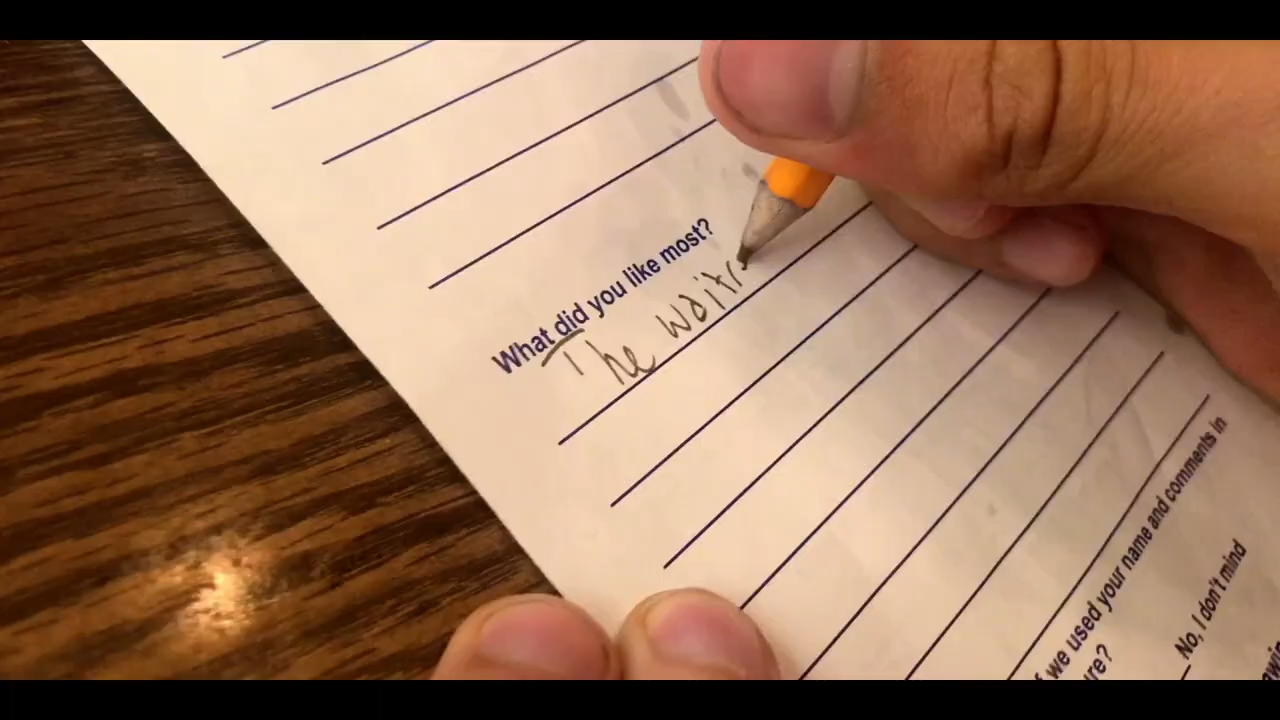 What did you like most?
The waitr
f we used your name and comments in
ure?
No, I don't mind